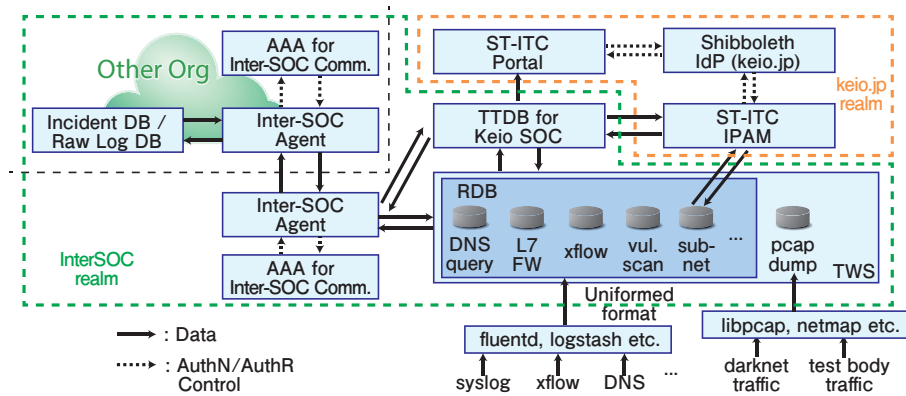 AAA for
Inter-SOC Comm.
Other Org
Incident DB /
Raw Log DB
Inter-SOC
Agent
ST-ITC
Portal
Shibboleth
IdP (keio.jp)
keio.jp
realm
TTDB for
Keio SOC
ST-ITC
IPAM
Inter-SOC
Agent
AAA for
Inter-SOC Comm.
InterSOC
realm
RDB
DNS
query
L7
FW
xflow
vul.
scan
sub-
net
...
pcap
dump
TWS
Uniformed
format
fluentd, logstash etc.
libpcap, netmap etc.
syslog
xflow
DNS
...
darknet
traffic
test body
traffic
: Data
: AuthN/AuthR
Control